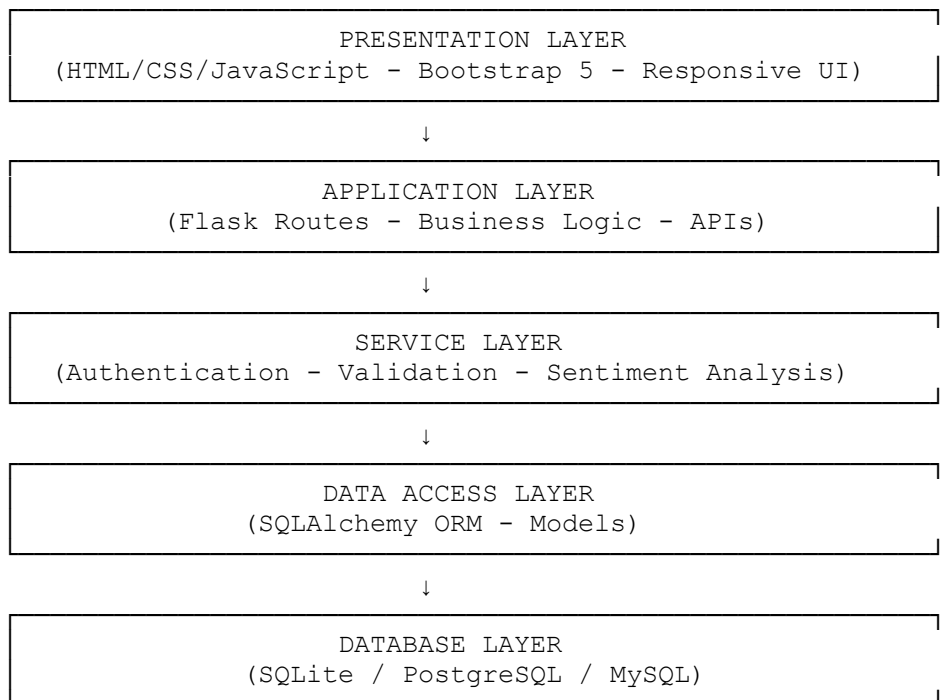 PRESENTATION LAYER
(HTML/CSS/JavaScript - Bootstrap 5 - Responsive UI)
↓
APPLICATION LAYER
(Flask Routes - Business Logic - APIs)
↓
SERVICE LAYER
(Authentication - Validation - Sentiment Analysis)
↓
DATA ACCESS LAYER
(SQLAlchemy ORM - Models)
↓
DATABASE LAYER
(SQLite / PostgreSQL / MySQL)